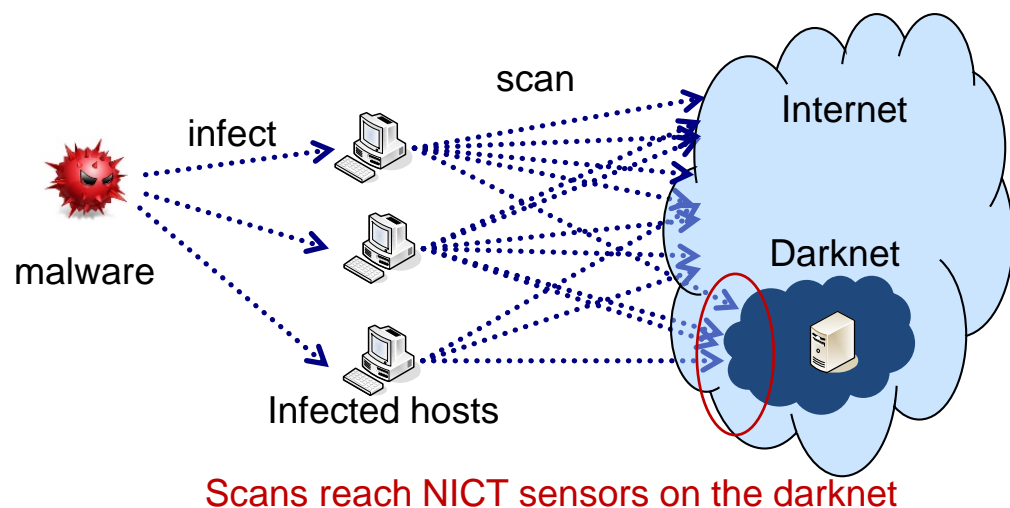 scan
Internet
infect
malware
Darknet
Infected hosts
Scans reach NICT sensors on the darknet